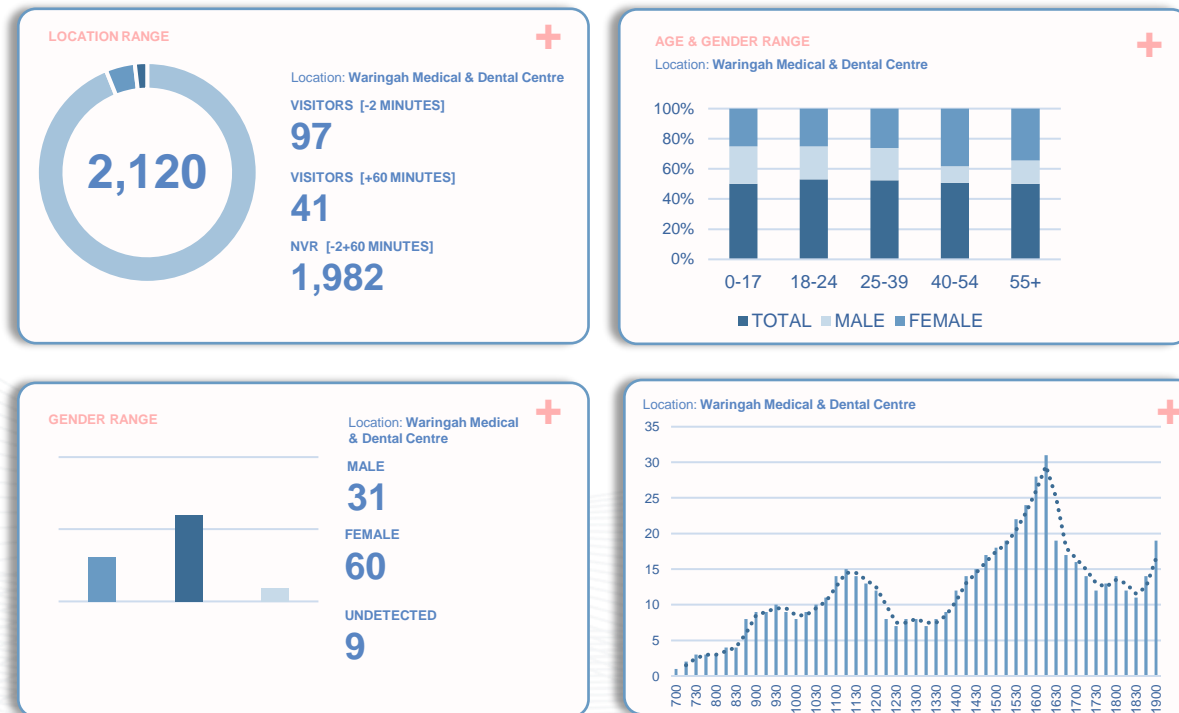 LOCATION RANGE
2,120
Location: Waringah Medical & Dental Centre
VISITORS [-2 MINUTES]
97
VISITORS [+60 MINUTES]
41
NVR [-2+60 MINUTES]
1,982
AGE & GENDER RANGE
Location: Waringah Medical & Dental Centre
100%
80%
60%
40%
20%
0%
0-17 18-24 25-39 40-54 55+
TOTAL MALE FEMALE
GENDER RANGE
Location: Waringah Medical
& Dental Centre
MALE
31
FEMALE
60
UNDETECTED
9
Location: Waringah Medical & Dental Centre
35
30
25
20
15
10
5
0
700 730 800 830 900 930 1000 1030 1100 1130 1200 1230 1300 1330 1400 1430 1500 1530 1600 1630 1700 1730 1800 1830 1900